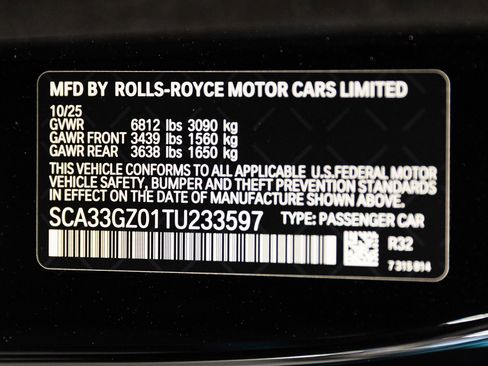 MFD BY ROLLS-ROYCE MOTOR CARS LIMITED
10/25
GVWR 6812 lbs 3090 kg
GAWR FRONT 3439 lbs 1560 kg
GAWR REAR 3638 lbs 1650 kg
THIS VEHICLE CONFORMS TO ALL APPLICABLE U.S.FEDERAL MOTOR
VEHICLE SAFETY, BUMPER AND THEFT PREVENTION STANDARDS
IN EFFECT ON THE DATE OF MANUFACTURE SHOWN ABOVE.
SCA33GZ01TU233597 TYPE: PASSENGER CAR
R32
7315814